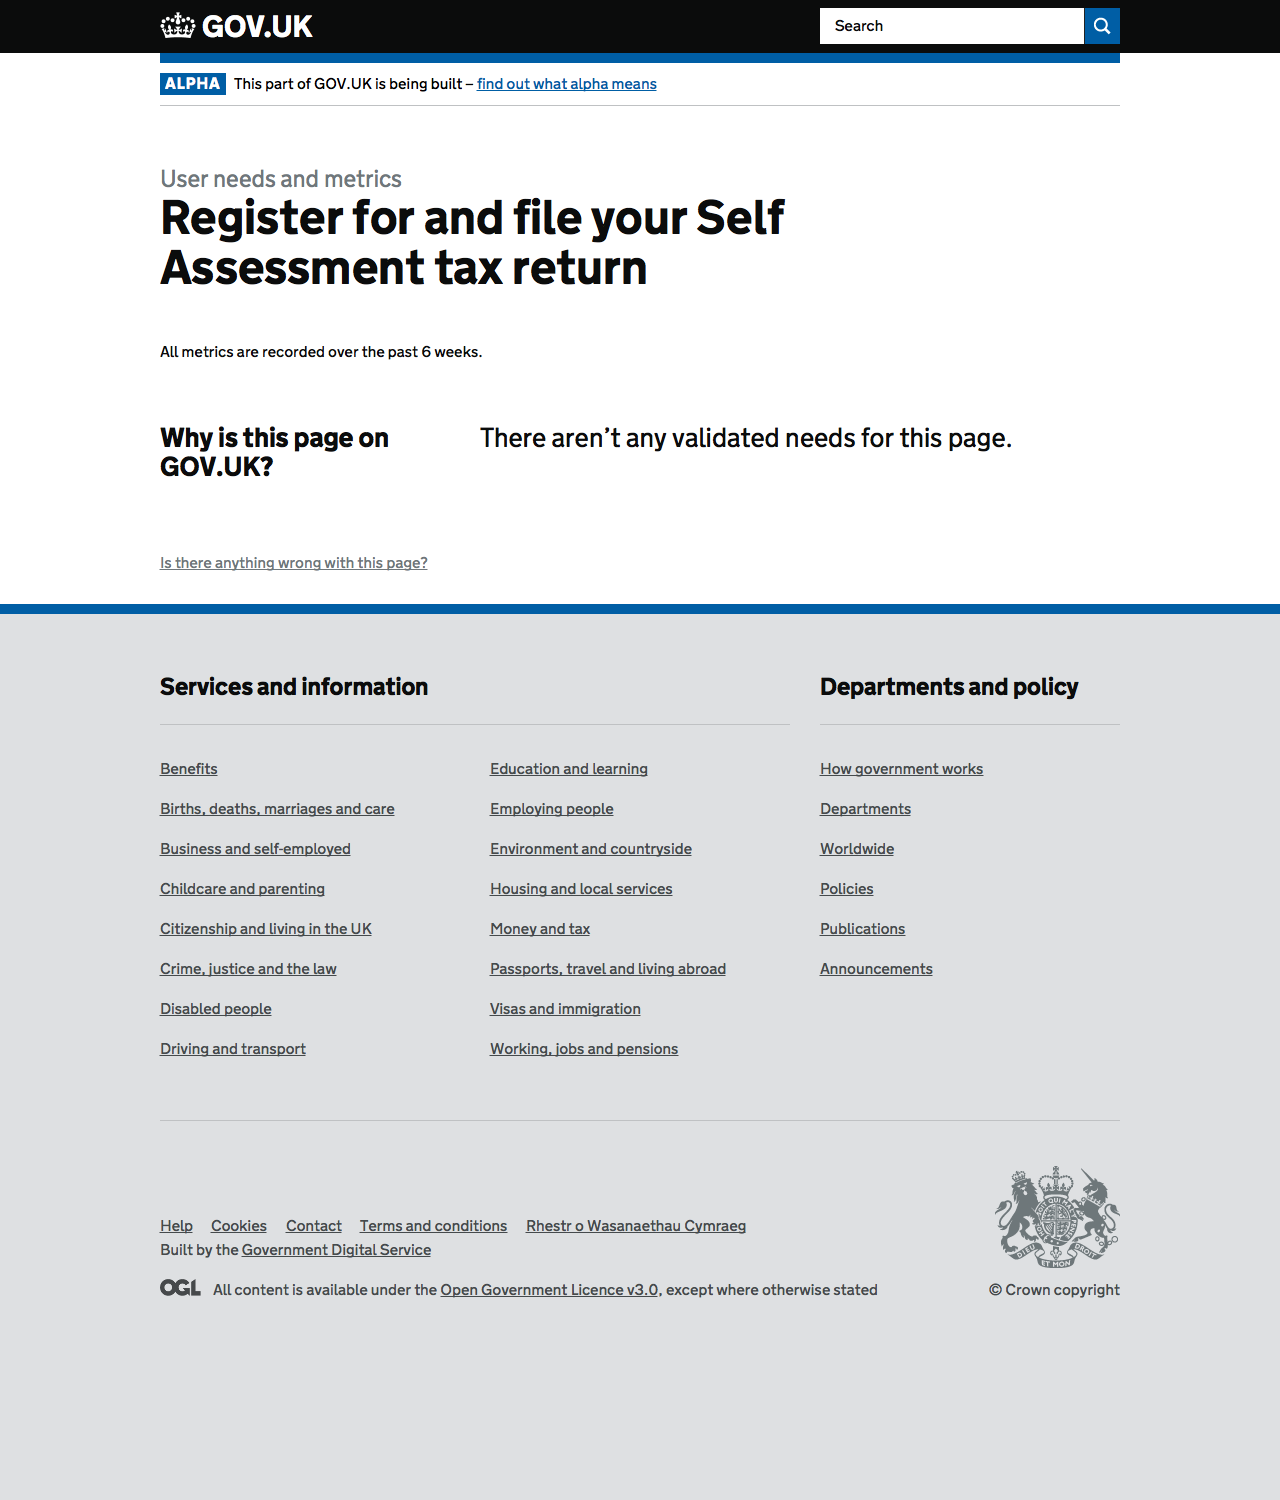 GOV.UK
Search
ALPHA This part of GOV.UK is being built – find out what alpha means
User needs and metrics
Register for and file your Self
Assessment tax return
All metrics are recorded over the past 6 weeks.
Why is this page on
GOV.UK?
There aren’t any validated needs for this page.
Is there anything wrong with this page?
Services and information
Benefits
Births, deaths, marriages and care
Business and self-employed
Childcare and parenting
Citizenship and living in the UK
Crime, justice and the law
Disabled people
Driving and transport
Education and learning
Employing people
Environment and countryside
Housing and local services
Money and tax
Passports, travel and living abroad
Visas and immigration
Working, jobs and pensions
Departments and policy
How government works
Departments
Worldwide
Policies
Publications
Announcements
Help Cookies Contact Terms and conditions Rhestr o Wasanaethau Cymraeg
Built by the Government Digital Service
OGL All content is available under the Open Government Licence v3.0, except where otherwise stated
DIEU ET MON DROIT
© Crown copyright